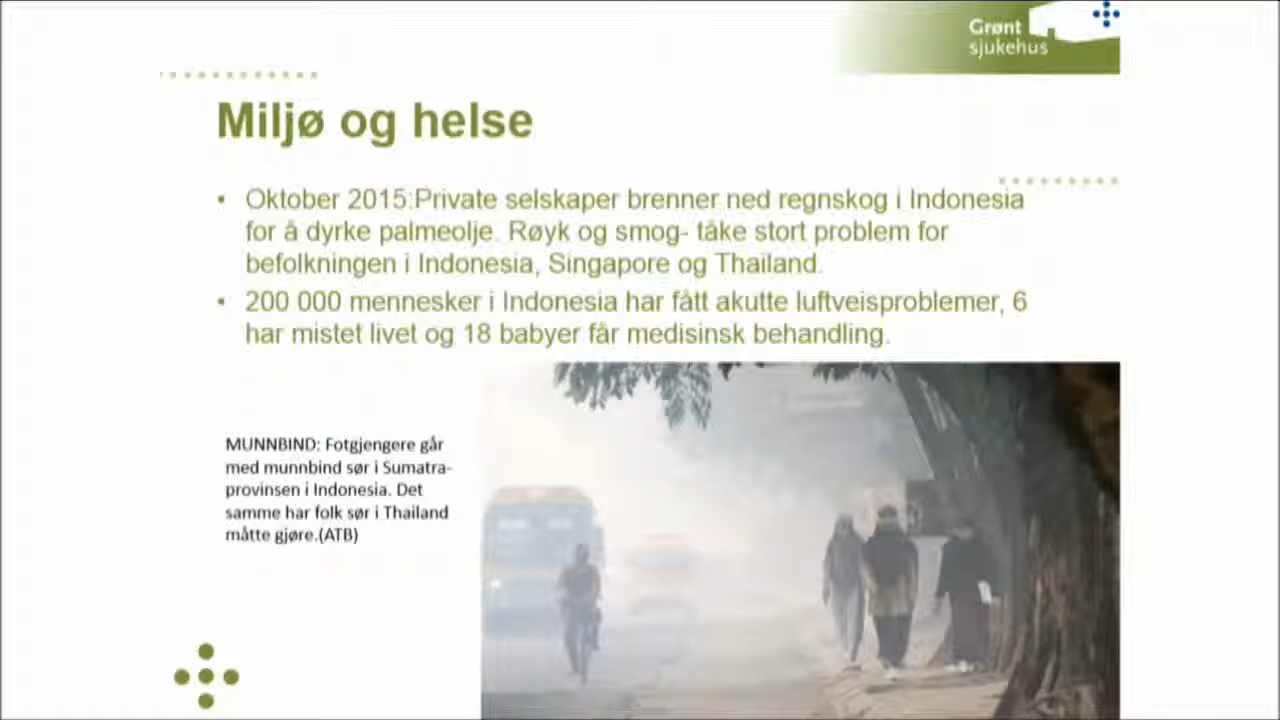 Grønt
sjukehus
Miljø og helse
• Oktober 2015:Private selskaper brenner ned regnskog i Indonesia
for å dyrke palmeolje. Røyk og smog- tåke stort problem for
befolkningen i Indonesia, Singapore og Thailand.
• 200 000 mennesker i Indonesia har fått akutte luftveisproblemer, 6
har mistet livet og 18 babyer får medisinsk behandling.
MUNNBIND: Fotgjengere går
med munnbind sør i Sumatra-
provinsen i Indonesia. Det
samme har folk sør i Thailand
måtte gjøre.(ATB)